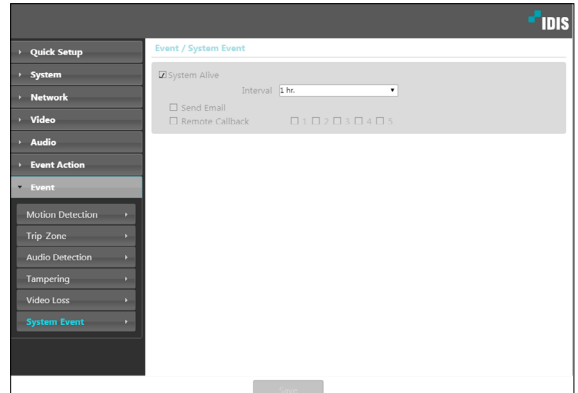 IDIS
Quick Setup
System
Network
Video
Audio
Event Action
Event
Motion Detection
Trip-Zone
Audio Detection
Tampering
Video Loss
System Event
Event / System Event
System Alive
Interval 1 hr.
Send Email
Remote Callback 1 2 3 4 5
Save